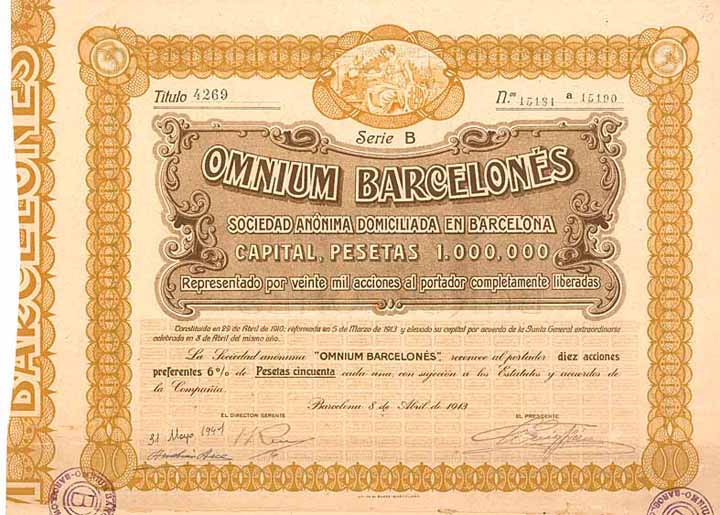 BARCELONÉS
Título 4269
N.os 15181 a 15190
Serie B
OMNIUM BARCELONÉS
SOCIEDAD ANÓNIMA DOMICILIADA EN BARCELONA
CAPITAL, PESETAS 1.000,000
Representado por veinte mil acciones al portador completamente liberadas
Constituída en 29 de Abril de 1910; reformada en 5 de Marzo de 1913 y elevado su capital por acuerdo de la Junta General extraordinaria
celebrada en 8 de Abril del mismo año.
La Sociedad anónima "OMNIUM BARCELONÉS", reconoce al portador diez acciones
preferentes 6% de Pesetas cincuenta cada una con sujeción a los Estatutos y acuerdos de
la Compañía.
Barcelona 8 de Abril de 1913
EL DIRECTOR GERENTE
EL PRESIDENTE
31 Mayo 1941